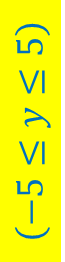 (−5 ≤ y ≤ 5)